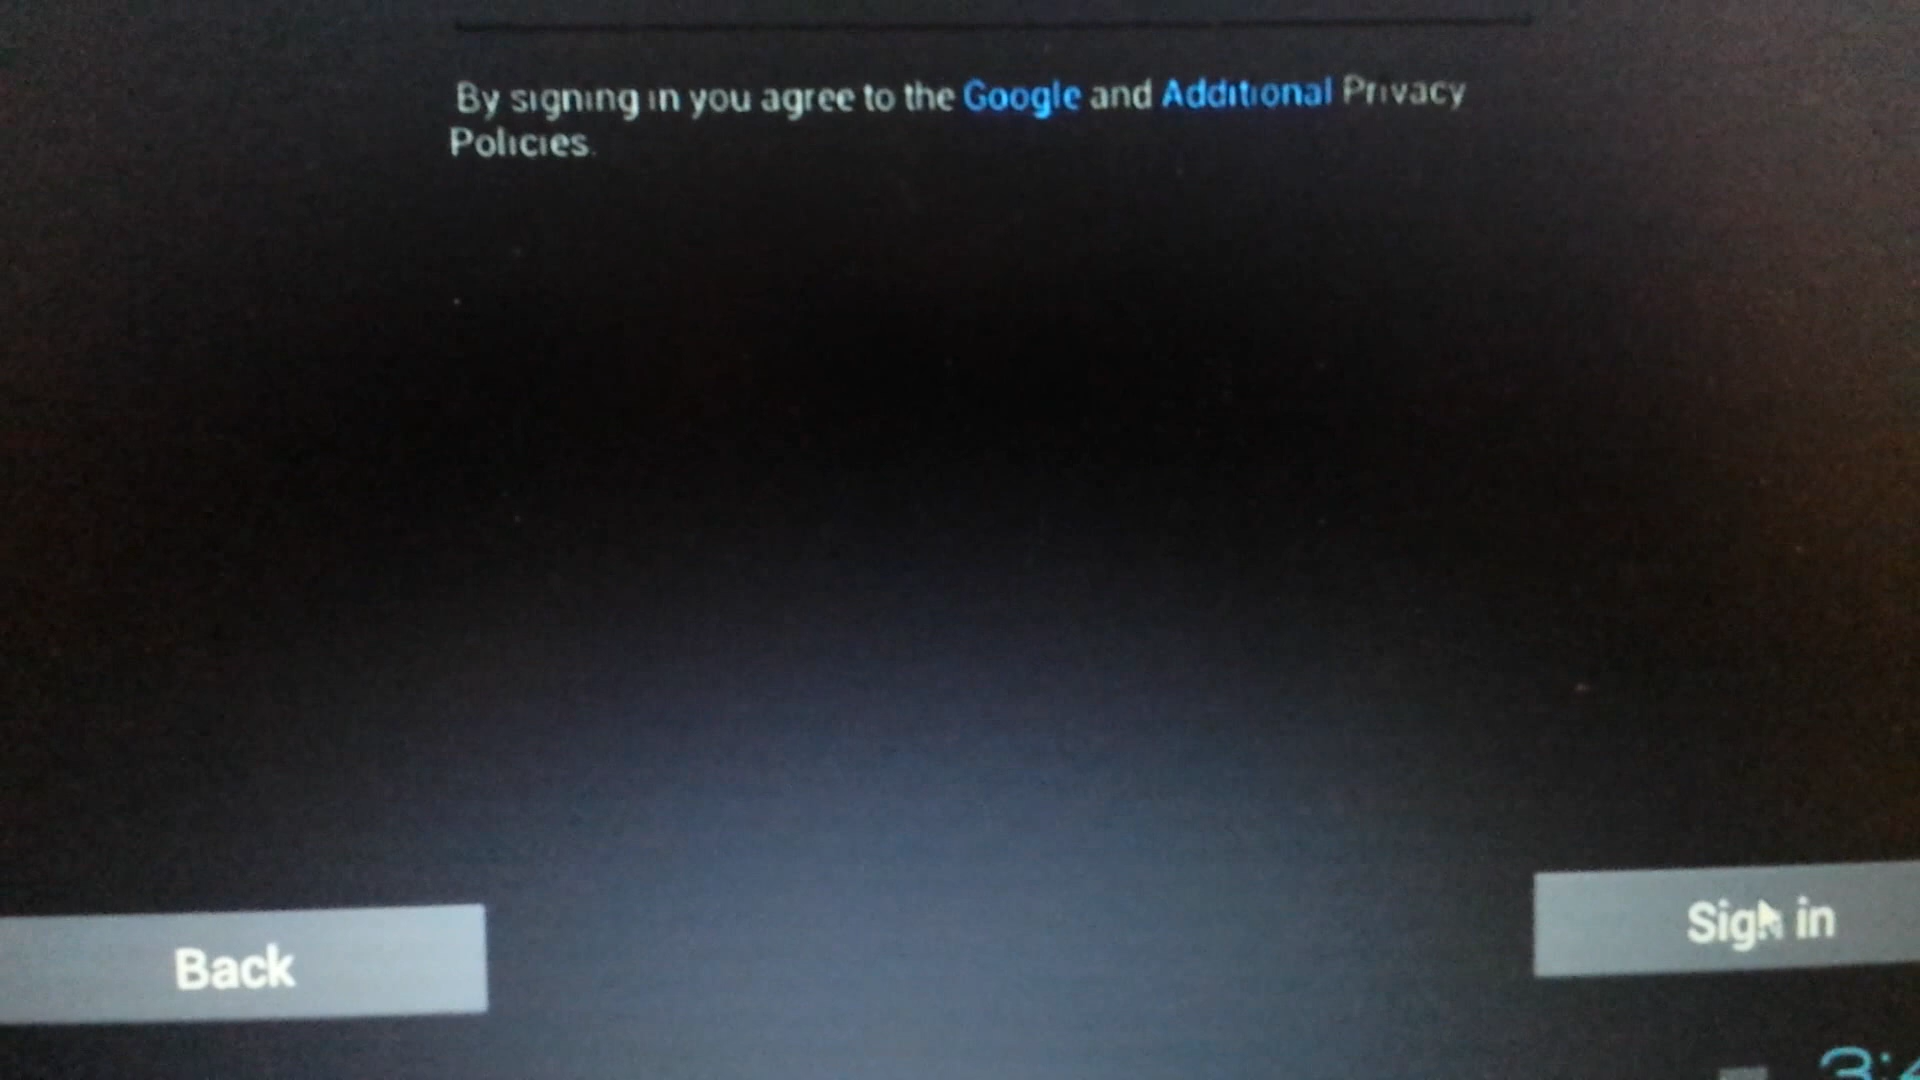 By signing in you agree to the Google and Additional Privacy
Policies.
Back
Sign in